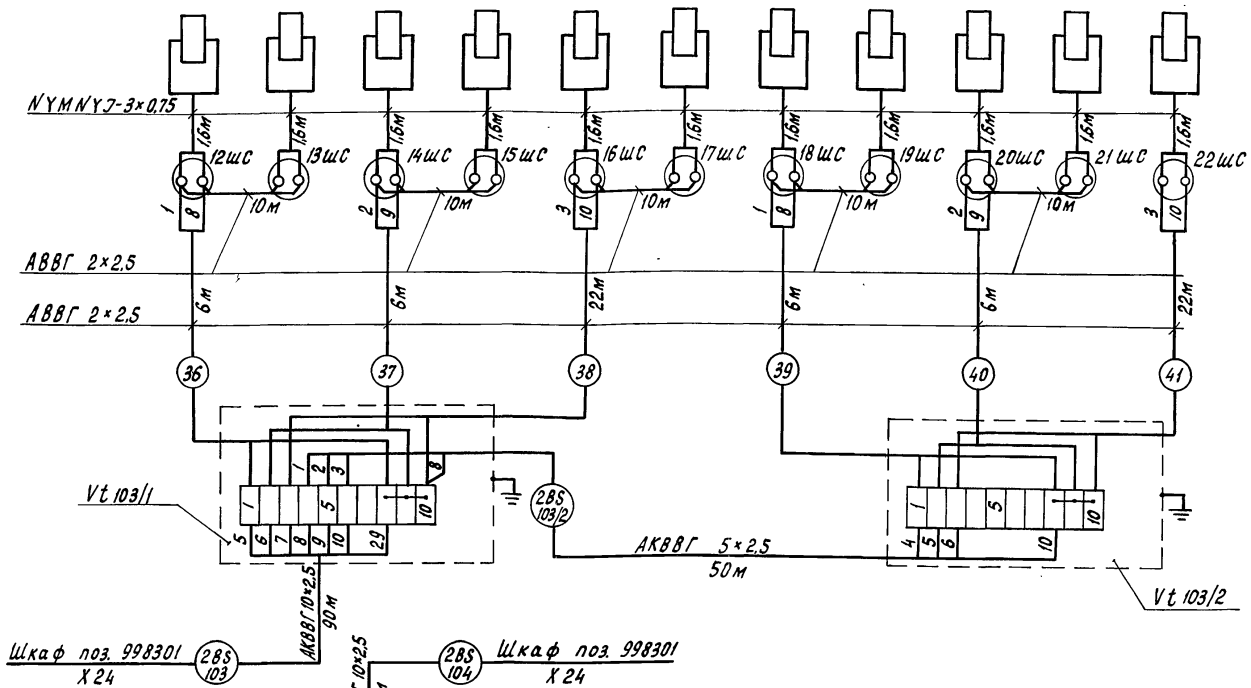 NYMNYJ-3×0,75
1,6м 1,6м 1,6м 1,6м 1,6м 1,6м 1,6м 1,6м 1,6м 1,6м 1,6м
12ШС 13ШС 14ШС 15ШС 16ШС 17ШС 18ШС 19ШС 20ШС 21ШС 22ШС
1 8 10м 2 9 10м 3 10 10м 1 8 10м 2 9 10м 3 10
АВВГ 2×2,5
6м 6м 22м 6м 6м 22м
АВВГ 2×2,5
36 37 38 39 40 41
1 2 3 8
Vt 103/1
1 5 10
2BS
103/2
1 5 10
5 6 7 8 9 10 29
4 5 6 10
АКВВГ 5×2,5
50м
Vt 103/2
АКВВГ 10×2,5
90м
Шкаф поз. 998301
X 24
2BS
103
Г 10×2,5
2BS
104
Шкаф поз. 998301
X 24